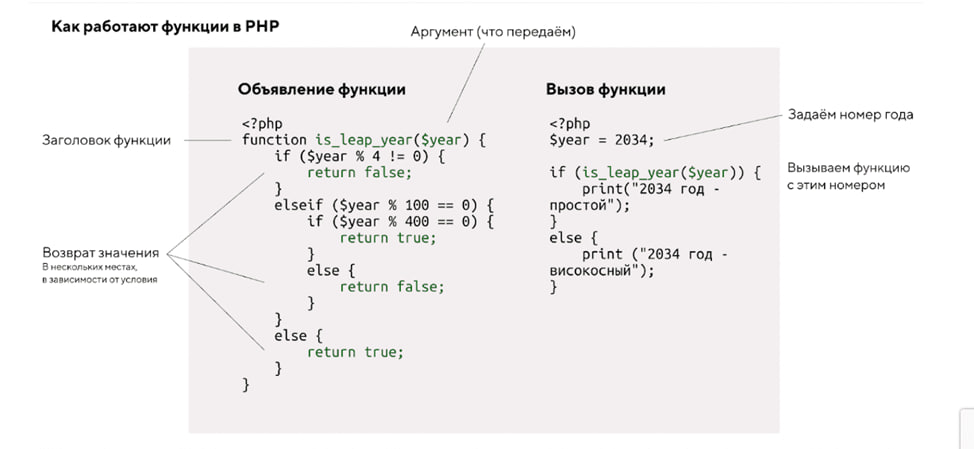 Как работают функции в PHP
Аргумент (что передаём)
Объявление функции
<?php
function is_leap_year($year) {
if ($year % 4 != 0) {
return false;
}
elseif ($year % 100 == 0) {
if ($year % 400 == 0) {
return true;
}
else {
return false;
}
}
else {
return true;
}
}
Заголовок функции
Возврат значения
В нескольких местах,
в зависимости от условия
Вызов функции
<?php
$year = 2034;
if (is_leap_year($year)) {
print("2034 год -
простой");
}
else {
print ("2034 год -
високосный");
}
Задаём номер года
Вызываем функцию
с этим номером